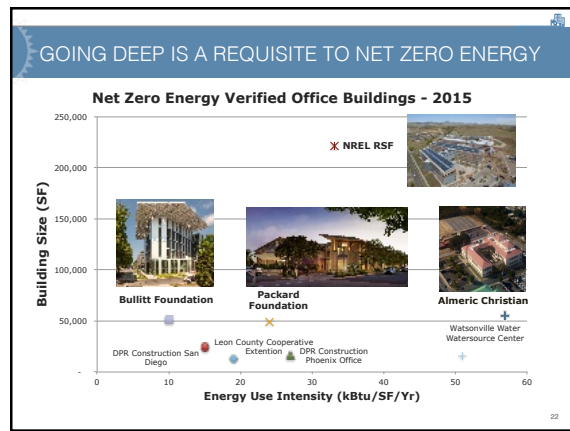 GOING DEEP IS A REQUISITE TO NET ZERO ENERGY
Net Zero Energy Verified Office Buildings - 2015
250,000
200,000
150,000
100,000
50,000
-
Building Size (SF)
NREL RSF
Bullitt Foundation
Packard
Foundation
Almeric Christian
Leon County Cooperative
Extention
DPR Construction San
Diego
DPR Construction
Phoenix Office
Watsonville Water
Watersource Center
0 10 20 30 40 50 60
Energy Use Intensity (kBtu/SF/Yr)
22